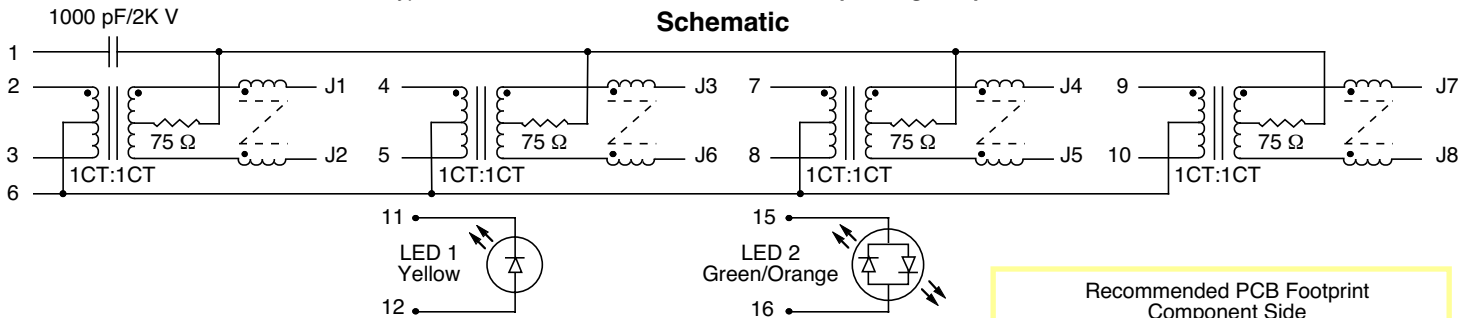 Schematic
1000 pF/2K V
1
2 J1 4 J3 7 J4 9 J7
75 Ω 75 Ω 75 Ω 75 Ω
3 J2 5 J6 8 J5 10 J8
1CT:1CT 1CT:1CT 1CT:1CT 1CT:1CT
6
11 15
LED 1 LED 2
Yellow Green/Orange
12 16
Recommended PCB Footprint
Component Side